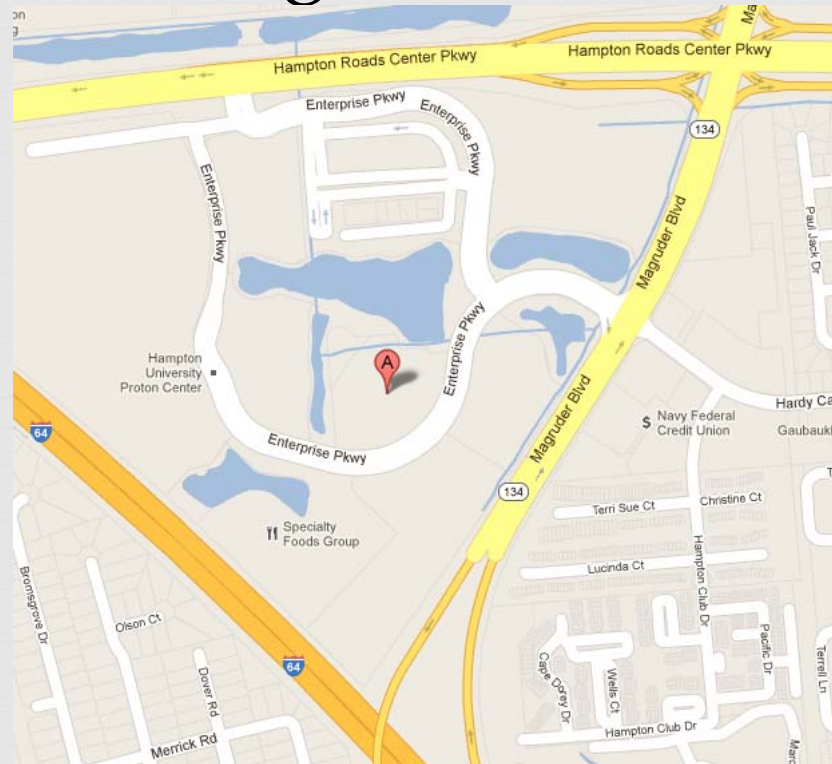 Hampton Roads Center Pkwy
Hampton Roads Center Pkwy
Enterprise Pkwy
Enterprise Pkwy
134
Enterprise Pkwy
Magruder Blvd
Paul Jack Dr
A
Enterprise Pkwy
Hampton
University
Proton Center
Magruder Blvd
Hardy Ca
Navy Federal
Credit Union
Gaubauk
64
Enterprise Pkwy
134
Terri Sue Ct
Christine Ct
Specialty
Foods Group
Lucinda Ct
Hampton Club Dr
Bromsgrove Dr
Olson Ct
64
Dover Rd
Cape Dorey Dr
Wells Ct
Pacific Dr
Terrell Ln
Merrick Rd
Hampton Club Dr